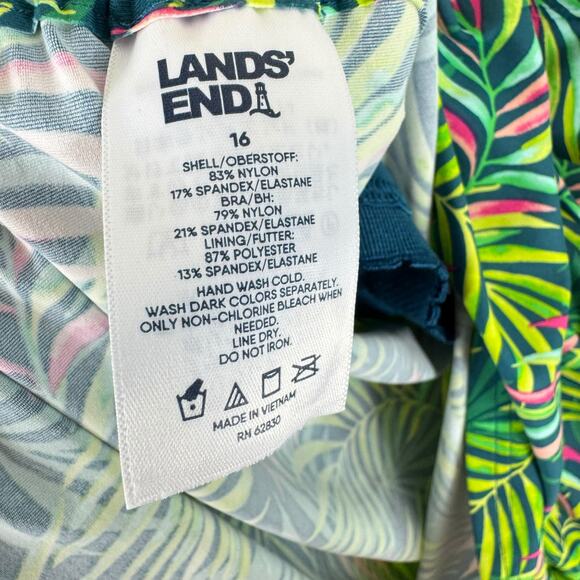 LANDS'
END
16
SHELL/OBERSTOFF:
83% NYLON
17% SPANDEX/ELASTANE
BRA/BH:
79% NYLON
21% SPANDEX/ELASTANE
LINING/FUTTER:
87% POLYESTER
13% SPANDEX/ELASTANE
HAND WASH COLD.
WASH DARK COLORS SEPARATELY.
ONLY NON-CHLORINE BLEACH WHEN
NEEDED.
LINE DRY.
DO NOT IRON.
MADE IN VIETNAM
RN 62830